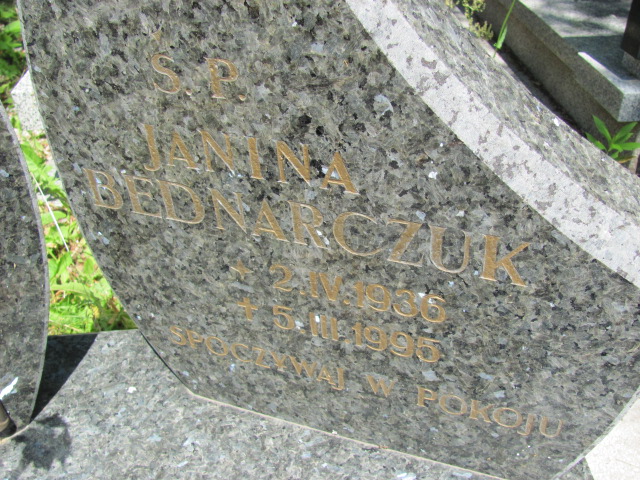 Ś. P.
JANINA
BEDNARCZUK
* 2.IV.1936
+ 5.III.1995
SPOCZYWAJ W POKOJU